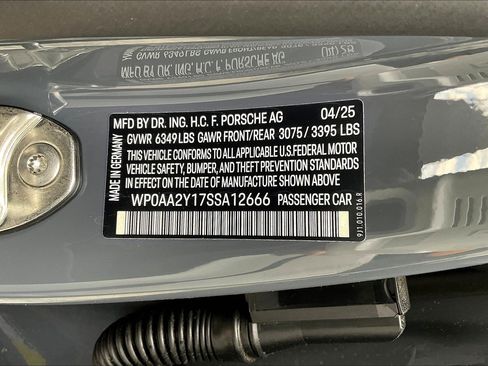 MFD BY DR. ING. H.C. F. PORSCHE AG 04/25
GVWR 6349 LBS GAWR FRONT/REAR 3075 / 3395 LBS
THIS VEHICLE CONFORMS TO ALL APPLICABLE U.S.FEDERAL MOTOR
VEHICLE SAFETY, BUMPER, AND THEFT PREVENTION STANDARDS
IN EFFECT ON THE DATE OF MANUFACTURE SHOWN ABOVE.
WP0AA2Y17SSA12666 PASSENGER CAR
MADE IN GERMANY
9J1.010.016.R